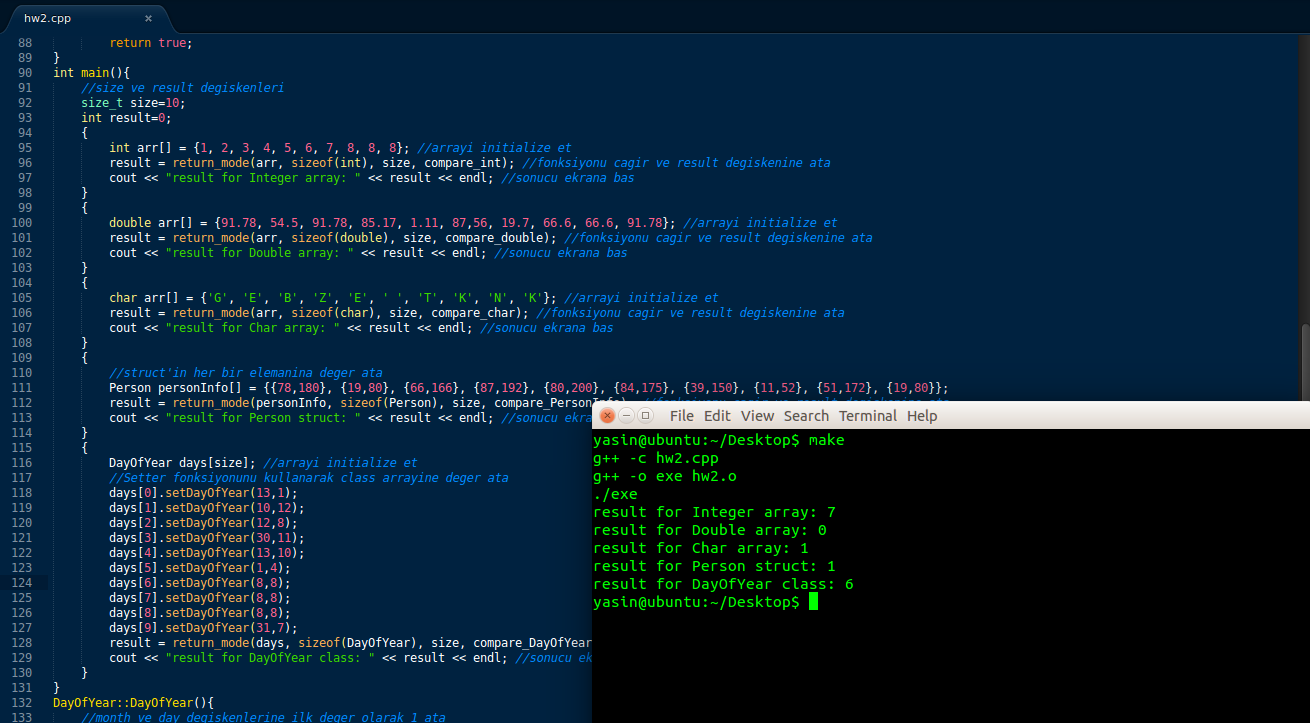 hw2.cpp ×
88 return true;
89 }
90 int main(){
91 //size ve result degiskenleri
92 size_t size=10;
93 int result=0;
94 {
95 int arr[] = {1, 2, 3, 4, 5, 6, 7, 8, 8, 8}; //arrayi initialize et
96 result = return_mode(arr, sizeof(int), size, compare_int); //fonksiyonu cagir ve result degiskenine ata
97 cout << "result for Integer array: " << result << endl; //sonucu ekrana bas
98 }
99 {
100 double arr[] = {91.78, 54.5, 91.78, 85.17, 1.11, 87,56, 19.7, 66.6, 66.6, 91.78}; //arrayi initialize et
101 result = return_mode(arr, sizeof(double), size, compare_double); //fonksiyonu cagir ve result degiskenine ata
102 cout << "result for Double array: " << result << endl; //sonucu ekrana bas
103 }
104 {
105 char arr[] = {'G', 'E', 'B', 'Z', 'E', ' ', 'T', 'K', 'N', 'K'}; //arrayi initialize et
106 result = return_mode(arr, sizeof(char), size, compare_char); //fonksiyonu cagir ve result degiskenine ata
107 cout << "result for Char array: " << result << endl; //sonucu ekrana bas
108 }
109 {
110 //struct'in her bir elemanina deger ata
111 Person personInfo[] = {{78,180}, {19,80}, {66,166}, {87,192}, {80,200}, {84,175}, {39,150}, {11,52}, {51,172}, {19,80}};
112 result = return_mode(personInfo, sizeof(Person), size, compare_PersonInfo); //fonksiyonu cagir ve result degiskenine ata
113 cout << "result for Person struct: " << result << endl; //sonucu ekra
114 }
115 {
116 DayOfYear days[size]; //arrayi initialize et
117 //Setter fonksiyonunu kullanarak class arrayine deger ata
118 days[0].setDayOfYear(13,1);
119 days[1].setDayOfYear(10,12);
120 days[2].setDayOfYear(12,8);
121 days[3].setDayOfYear(30,11);
122 days[4].setDayOfYear(13,10);
123 days[5].setDayOfYear(1,4);
124 days[6].setDayOfYear(8,8);
125 days[7].setDayOfYear(8,8);
126 days[8].setDayOfYear(8,8);
127 days[9].setDayOfYear(31,7);
128 result = return_mode(days, sizeof(DayOfYear), size, compare_DayOfYear
129 cout << "result for DayOfYear class: " << result << endl; //sonucu ek
130 }
131 }
132 DayOfYear::DayOfYear(){
133 //month ve day degiskenlerine ilk deger olarak 1 ata
File Edit View Search Terminal Help
yasin@ubuntu:~/Desktop$ make
g++ -c hw2.cpp
g++ -o exe hw2.o
./exe
result for Integer array: 7
result for Double array: 0
result for Char array: 1
result for Person struct: 1
result for DayOfYear class: 6
yasin@ubuntu:~/Desktop$